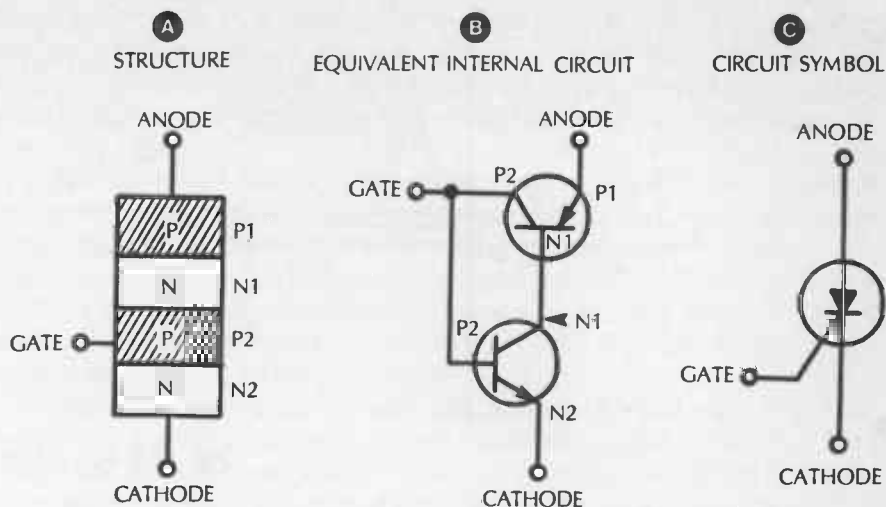 A
STRUCTURE
ANODE
P P1
N N1
GATE P P2
N N2
CATHODE
B
EQUIVALENT INTERNAL CIRCUIT
ANODE
GATE P2 P1
N1
P2 N1
N2
CATHODE
C
CIRCUIT SYMBOL
ANODE
GATE
CATHODE